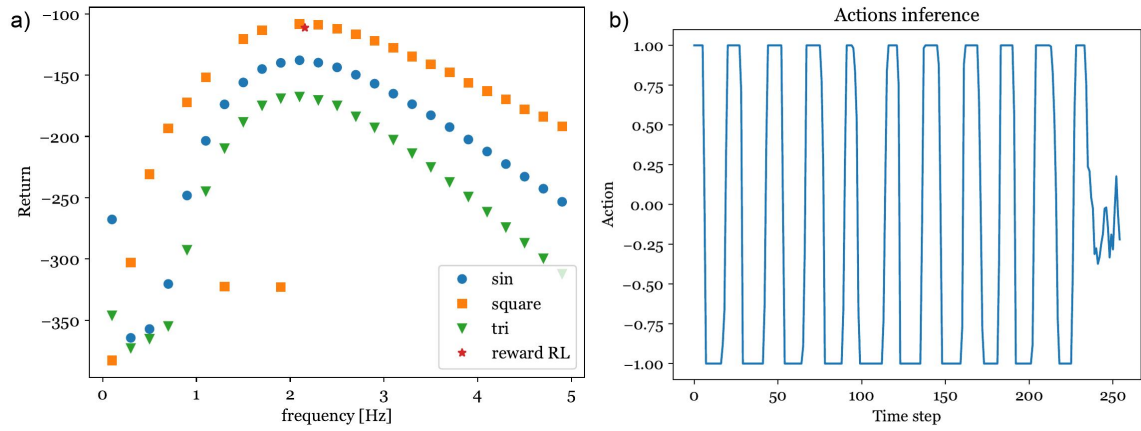 a)
Return
−100
−150
−200
−250
−300
−350
0 1 2 3 4 5
frequency [Hz]
sin
square
tri
reward RL
b)
Actions inference
Action
1.00
0.75
0.50
0.25
0.00
−0.25
−0.50
−0.75
−1.00
0 50 100 150 200 250
Time step